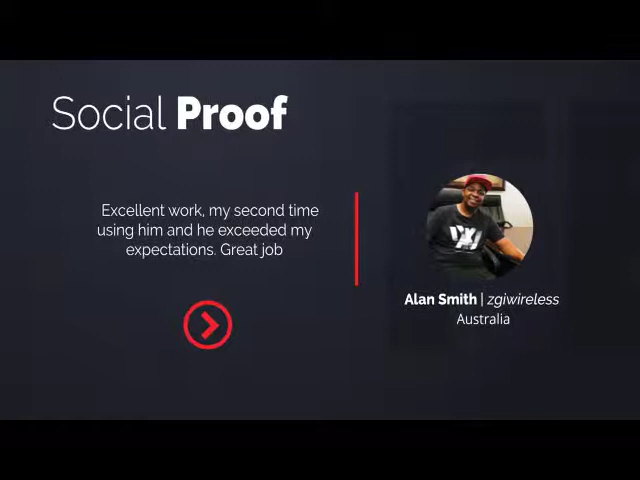 Social Proof
Excellent work, my second time
using him and he exceeded my
expectations. Great job
Alan Smith | zgiwireless
Australia